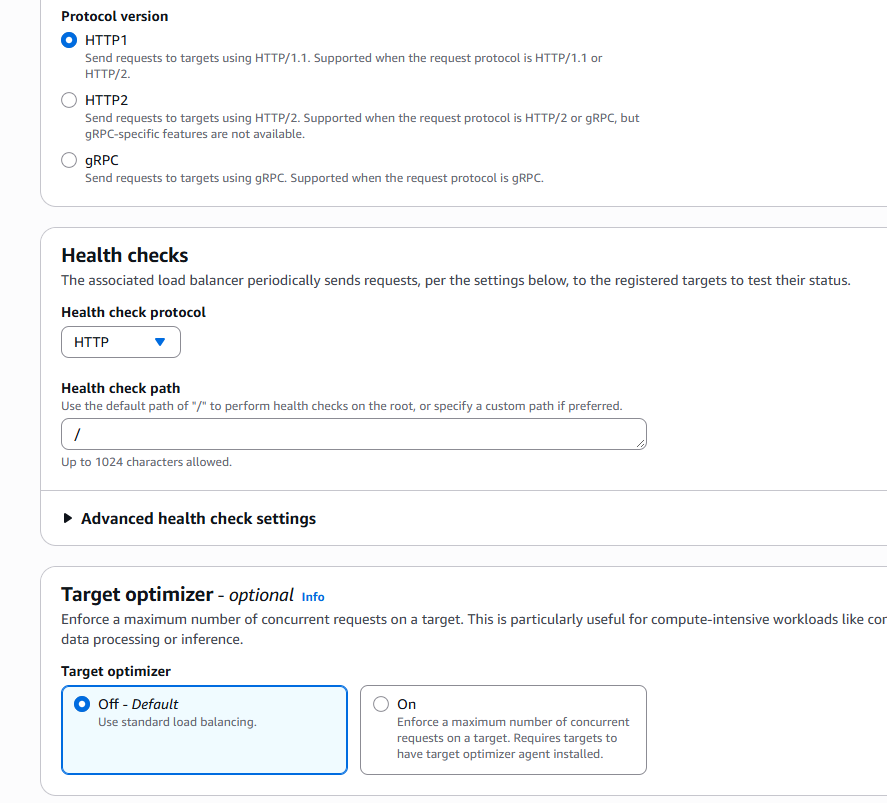 Protocol version
HTTP1
Send requests to targets using HTTP/1.1. Supported when the request protocol is HTTP/1.1 or
HTTP/2.
HTTP2
Send requests to targets using HTTP/2. Supported when the request protocol is HTTP/2 or gRPC, but
gRPC-specific features are not available.
gRPC
Send requests to targets using gRPC. Supported when the request protocol is gRPC.
Health checks
The associated load balancer periodically sends requests, per the settings below, to the registered targets to test their status.
Health check protocol
HTTP
Health check path
Use the default path of "/" to perform health checks on the root, or specify a custom path if preferred.
/
Up to 1024 characters allowed.
Advanced health check settings
Target optimizer - optional Info
Enforce a maximum number of concurrent requests on a target. This is particularly useful for compute-intensive workloads like
data processing or inference.
Target optimizer
Off - Default
Use standard load balancing.
On
Enforce a maximum number of concurrent
requests on a target. Requires targets to
have target optimizer agent installed.